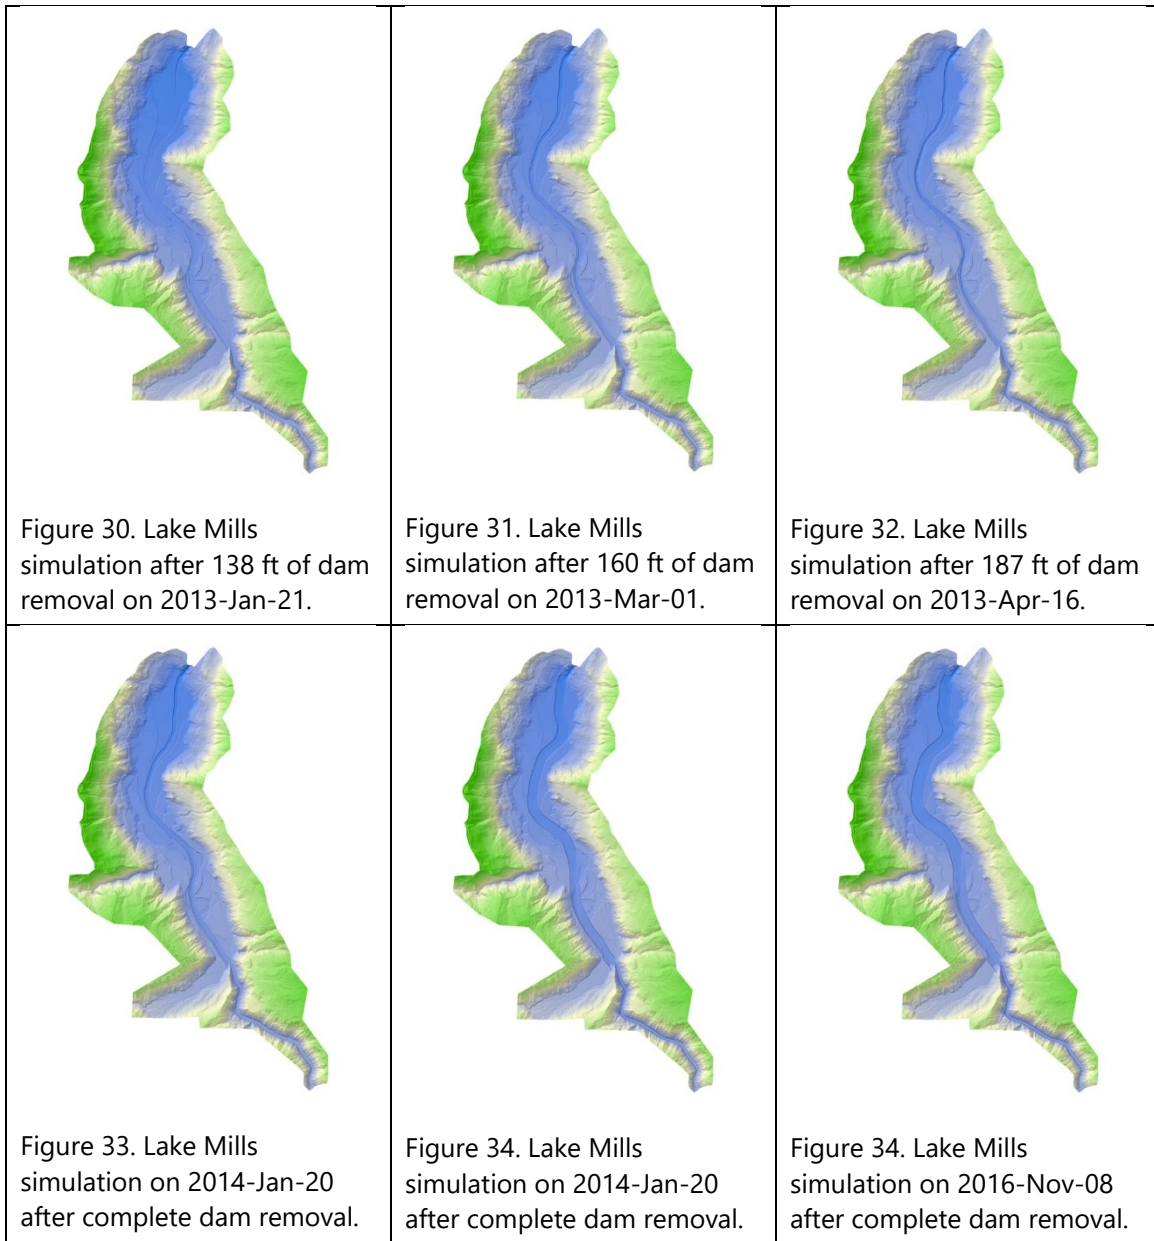 Figure 30. Lake Mills
simulation after 138 ft of dam
removal on 2013-Jan-21.
Figure 31. Lake Mills
simulation after 160 ft of dam
removal on 2013-Mar-01.
Figure 32. Lake Mills
simulation after 187 ft of dam
removal on 2013-Apr-16.
Figure 33. Lake Mills
simulation on 2014-Jan-20
after complete dam removal.
Figure 34. Lake Mills
simulation on 2014-Jan-20
after complete dam removal.
Figure 34. Lake Mills
simulation on 2016-Nov-08
after complete dam removal.